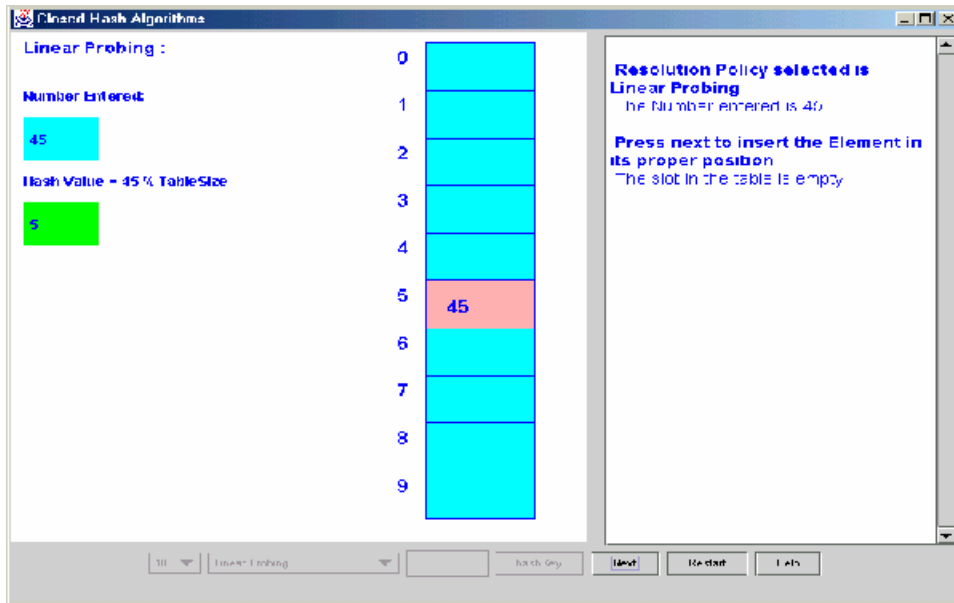 Closed Hash Algorithms
Linear Probing :
Number Entered:
45
Hash Value = 45 % TableSize
5
0
1
2
3
4
5
45
6
7
8
9
Resolution Policy selected is
Linear Probing
The Number entered is 45
Press next to insert the Element in
its proper position
The slot in the table is empty
10
Linear Probing
Hash Key
Next
Restart
Help